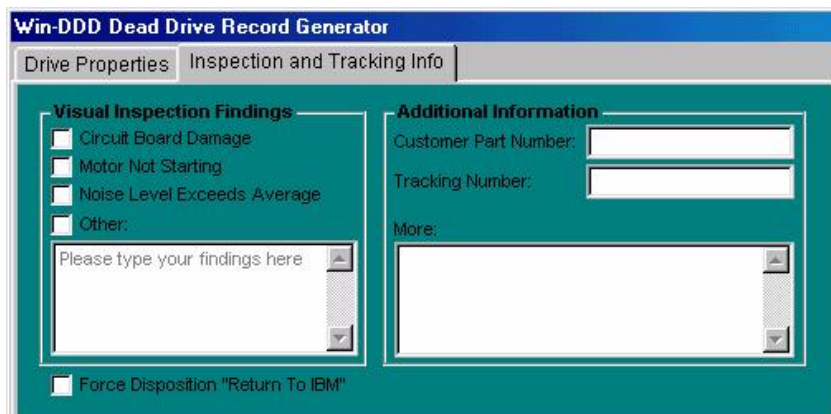 Win-DDD Dead Drive Record Generator
Drive Properties
Inspection and Tracking Info
Visual Inspection Findings
Circuit Board Damage
Motor Not Starting
Noise Level Exceeds Average
Other:
Please type your findings here
Additional Information
Customer Part Number:
Tracking Number:
More:
Force Disposition "Return To IBM"